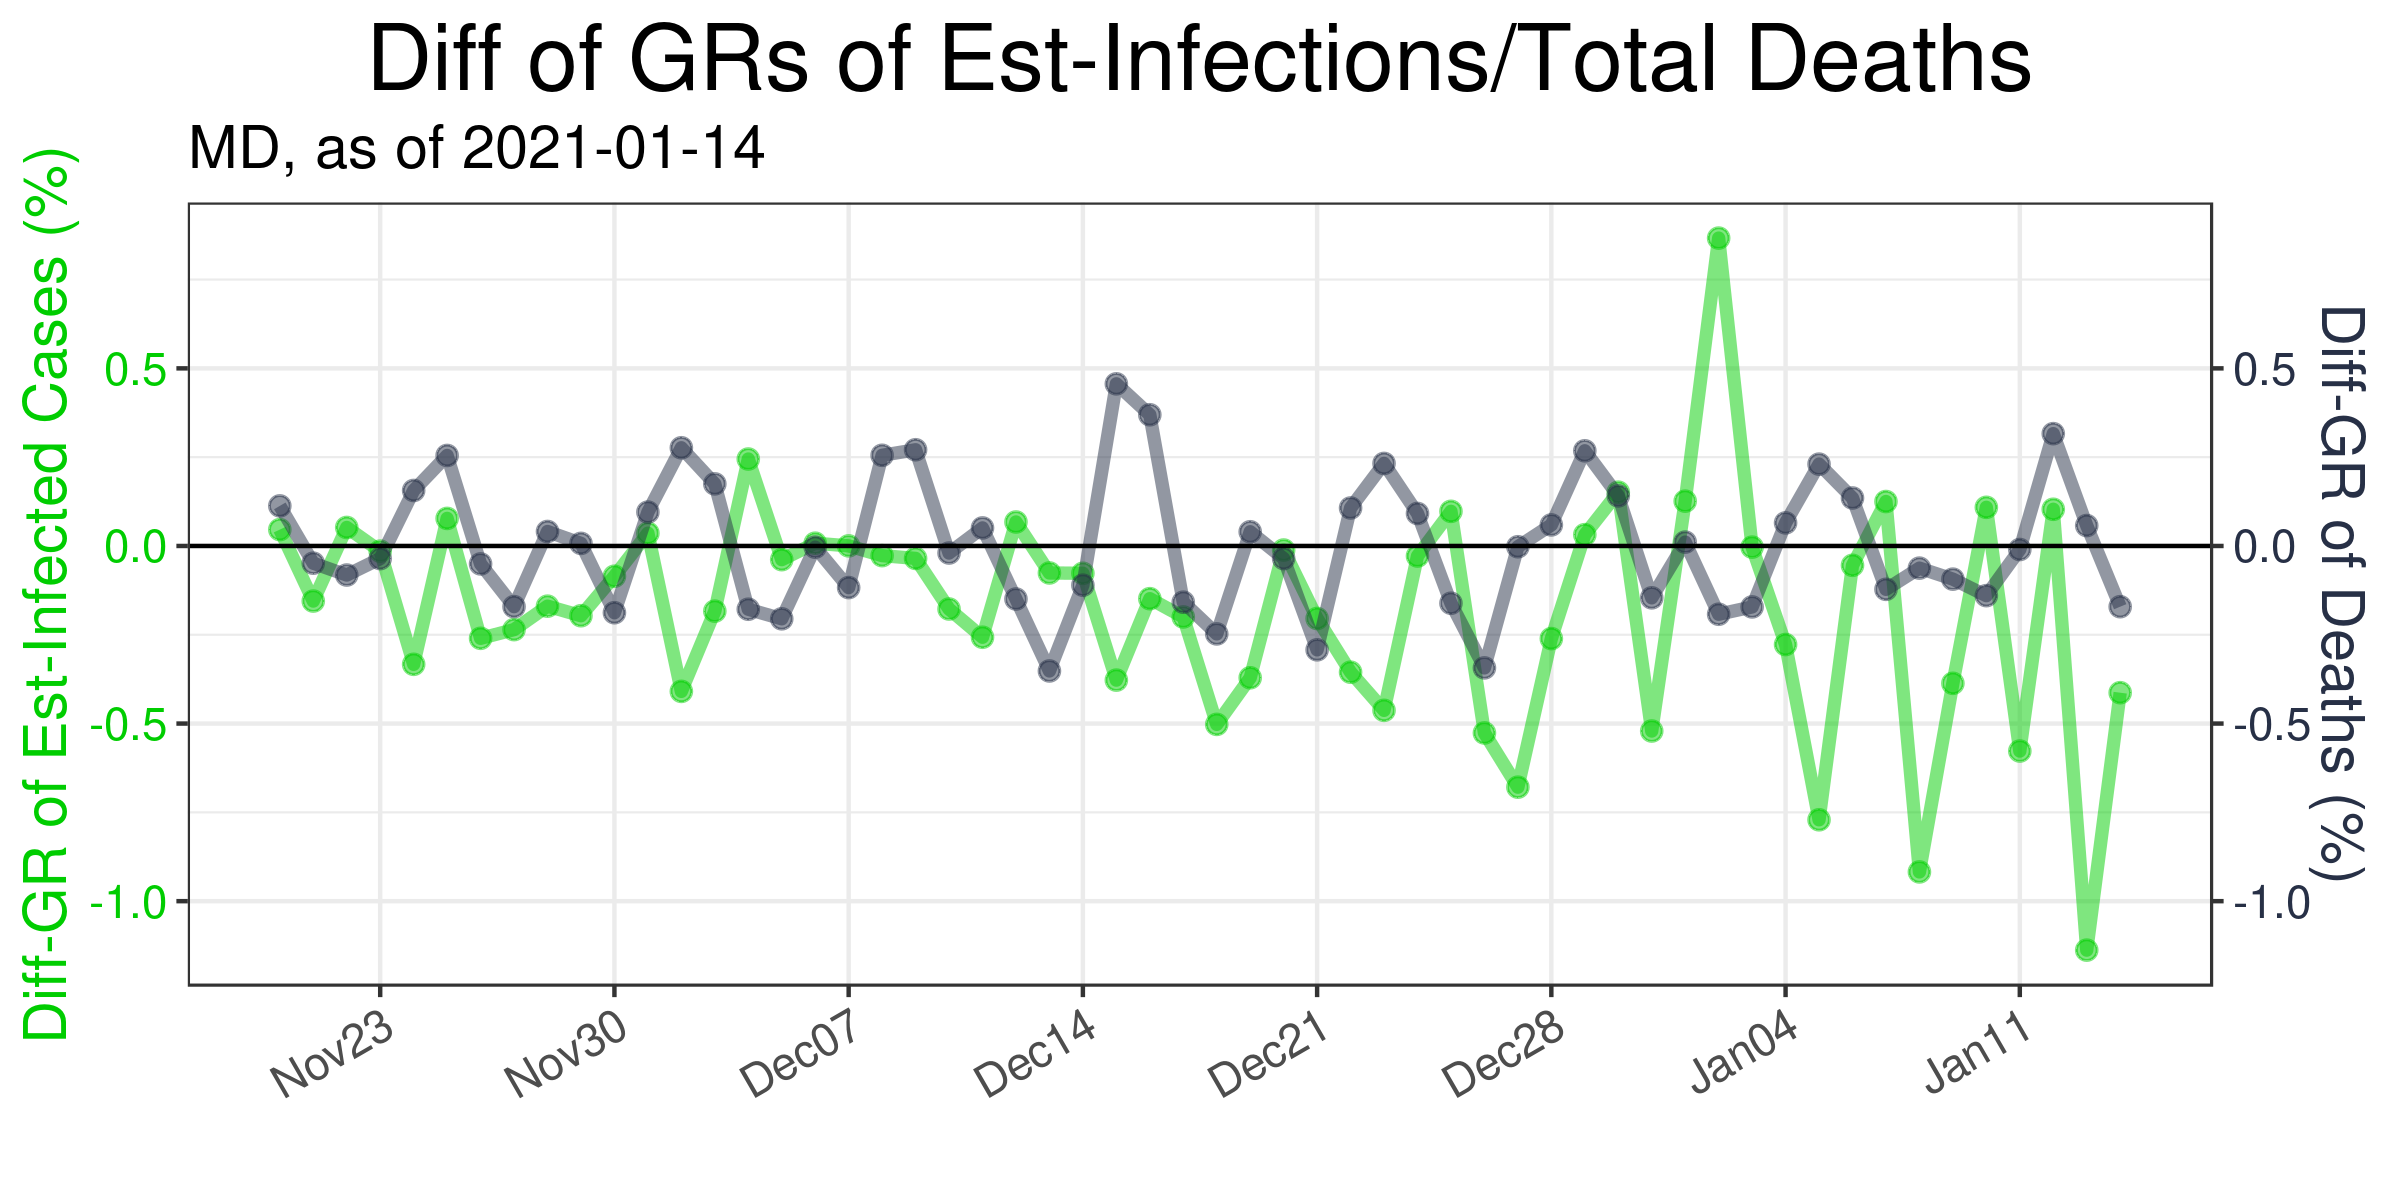 Diff of GRs of Est-Infections/Total Deaths
MD, as of 2021-01-14
Diff-GR of Est-Infected Cases (%)
0.5
0.0
-0.5
-1.0
0.5
0.0
-0.5
-1.0
Diff-GR of Deaths (%)
Nov23
Nov30
Dec07
Dec14
Dec21
Dec28
Jan04
Jan11